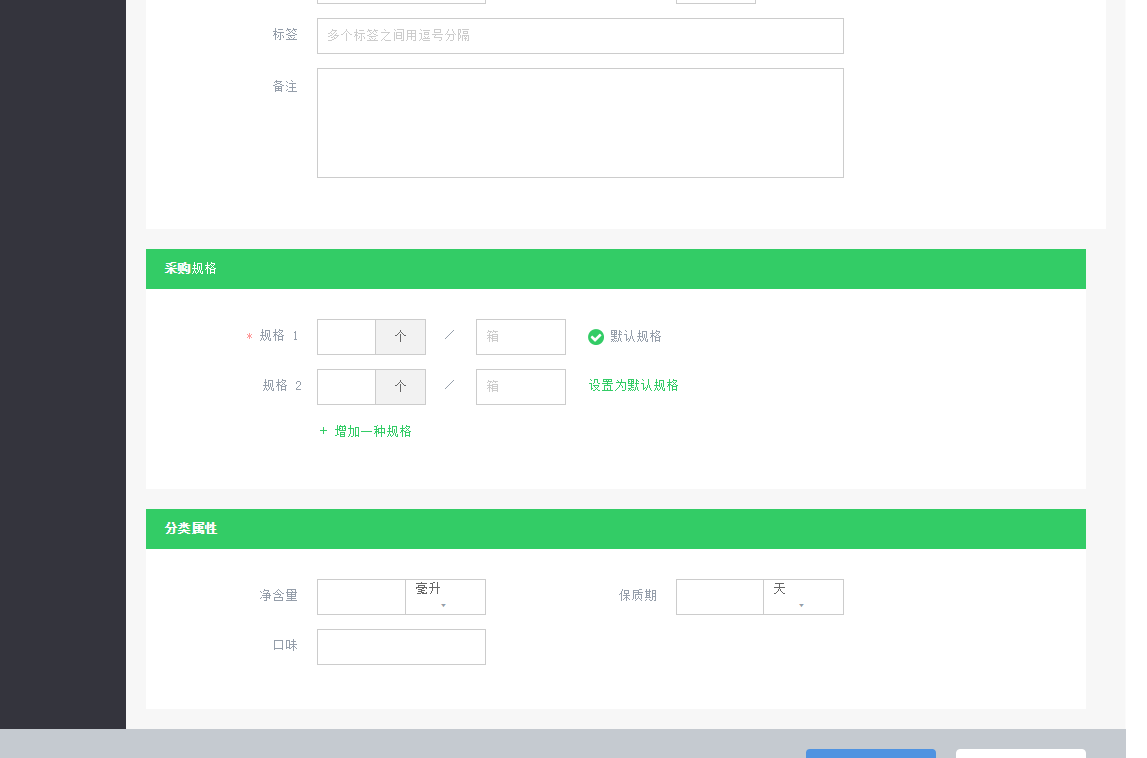 标签 多个标签之间用逗号分隔
备注
采购规格
* 规格 1 个 / 箱 默认规格
规格 2 个 / 箱 设置为默认规格
+ 增加一种规格
分类属性
净含量 毫升 保质期 天
口味